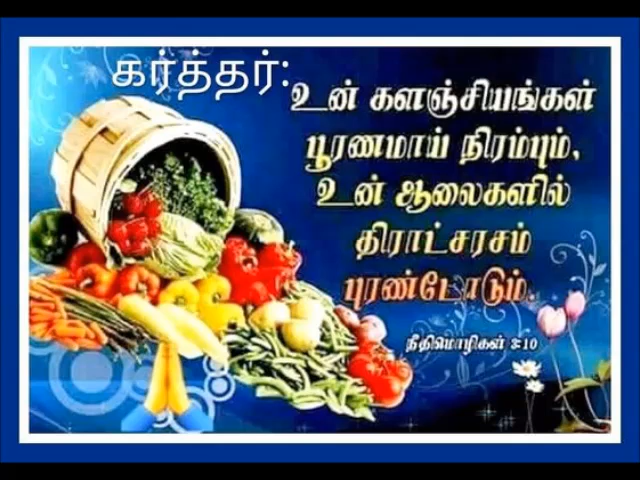 கர்த்தர்:
உன் களஞ்சியங்கள்
பூரணமாய் நிரம்பும்,
உன் ஆலைகளில்
திராட்சரசம்
புரண்டோடும்.
நீதிமொழிகள் 3:10